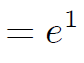 = e^1